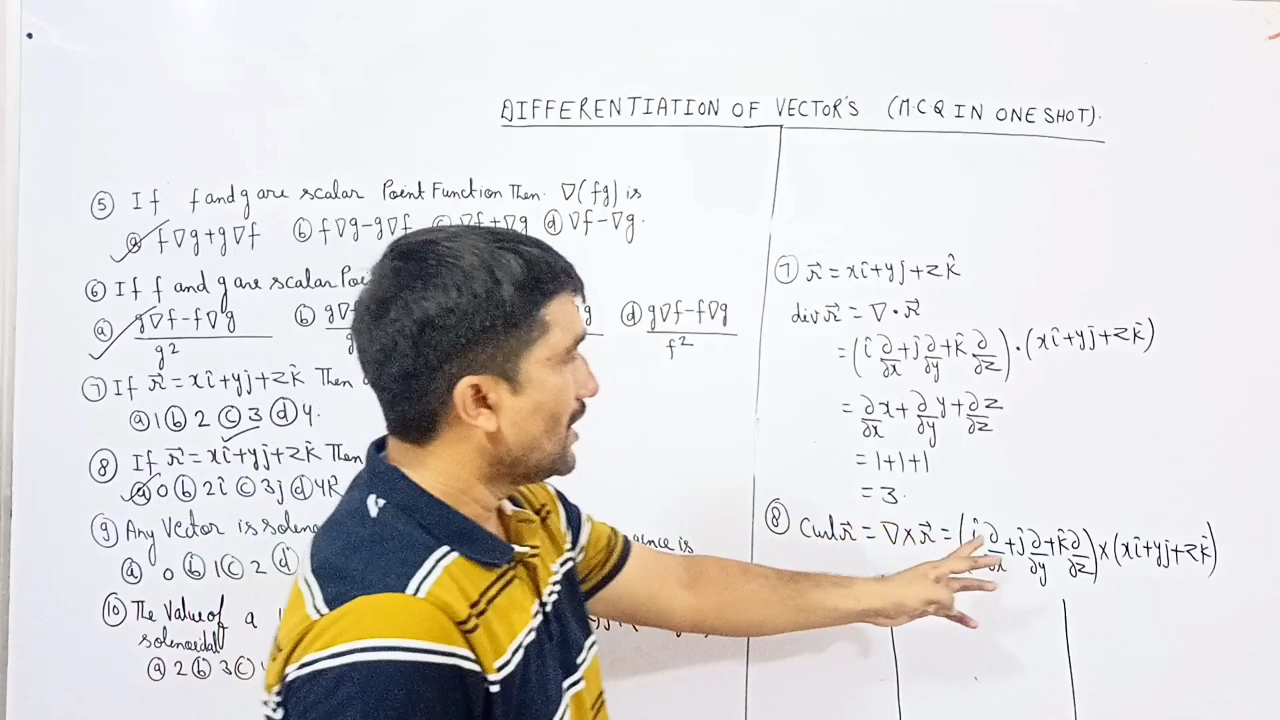 DIFFERENTIATION OF VECTOR'S (M.C.Q IN ONE SHOT).
⑤ If f and g are scalar Point Function Then ∇(fg) is
ⓐ f∇g+g∇f ⓑ f∇g-g∇f ⓒ ∇f+∇g ⓓ ∇f-∇g.
⑥ If f and g are scalar
ⓐ g∇f-f∇g/g² ⓑ ⓓ g∇f-f∇g/f²
⑦ If r⃗ = xî+yĵ+zk̂ Then
ⓐ 1 ⓑ 2 ⓒ 3 ⓓ 4.
⑧ If r⃗ = xî+yĵ+zk̂ Then
ⓐ 0 ⓑ 2î ⓒ 3j ⓓ 4k
⑨ Any Vector is is
ⓐ 0 ⓑ 1 ⓒ 2 ⓓ
⑩ The Value of a
solenoidal
ⓐ 2 ⓑ 3 ⓒ
⑦ r⃗ = xî+yĵ+zk̂
div r⃗ = ∇·r⃗
= (î ∂/∂x + ĵ ∂/∂y + k̂ ∂/∂z)·(xî+yĵ+zk̂)
= ∂x/∂x + ∂y/∂y + ∂z/∂z
= 1+1+1
= 3.
⑧ Curl r⃗ = ∇×r⃗ = (î ∂/∂x + ĵ ∂/∂y + k̂ ∂/∂z)×(xî+yĵ+zk̂)